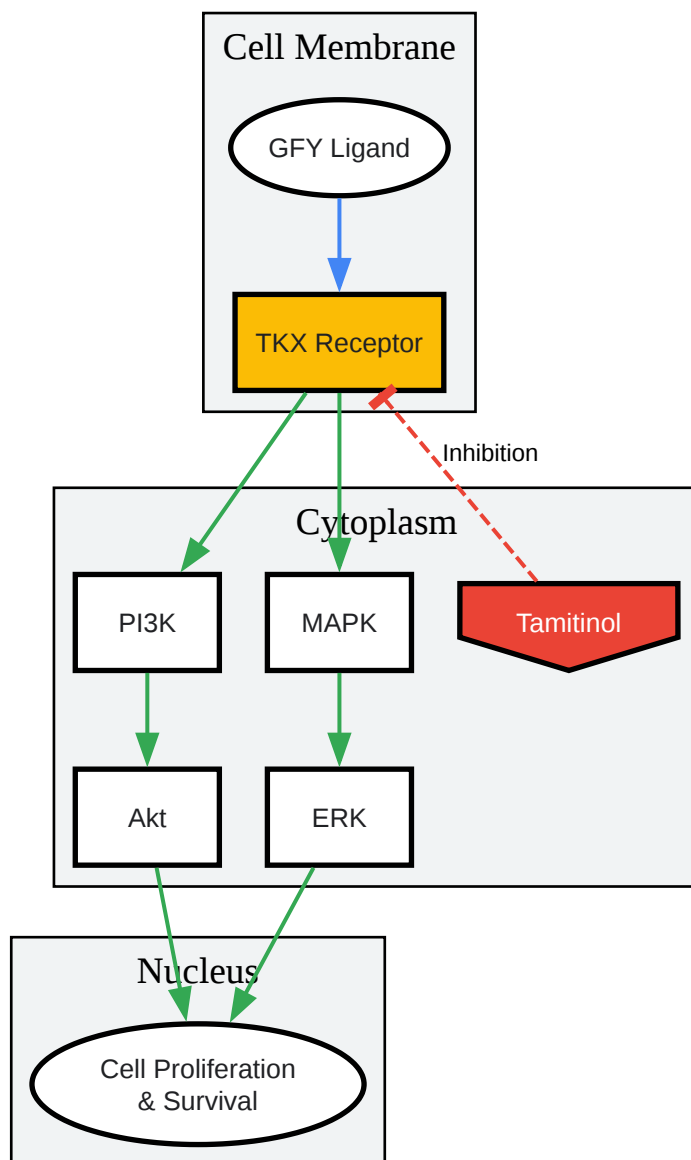 Cell Membrane
GFY Ligand
TKX Receptor
Inhibition
Cytoplasm
PI3K
MAPK
Tamitinol
Akt
ERK
Nucleus
Cell Proliferation
& Survival